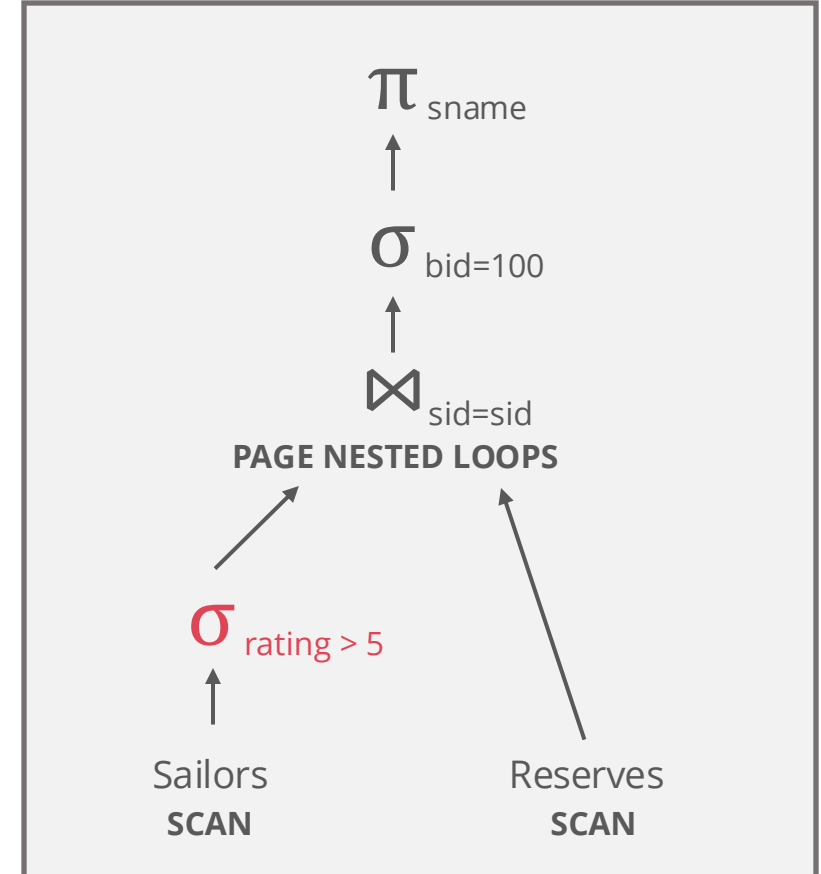 π sname
σ bid=100
⋈ sid=sid
PAGE NESTED LOOPS
σ rating > 5
Sailors
SCAN
Reserves
SCAN